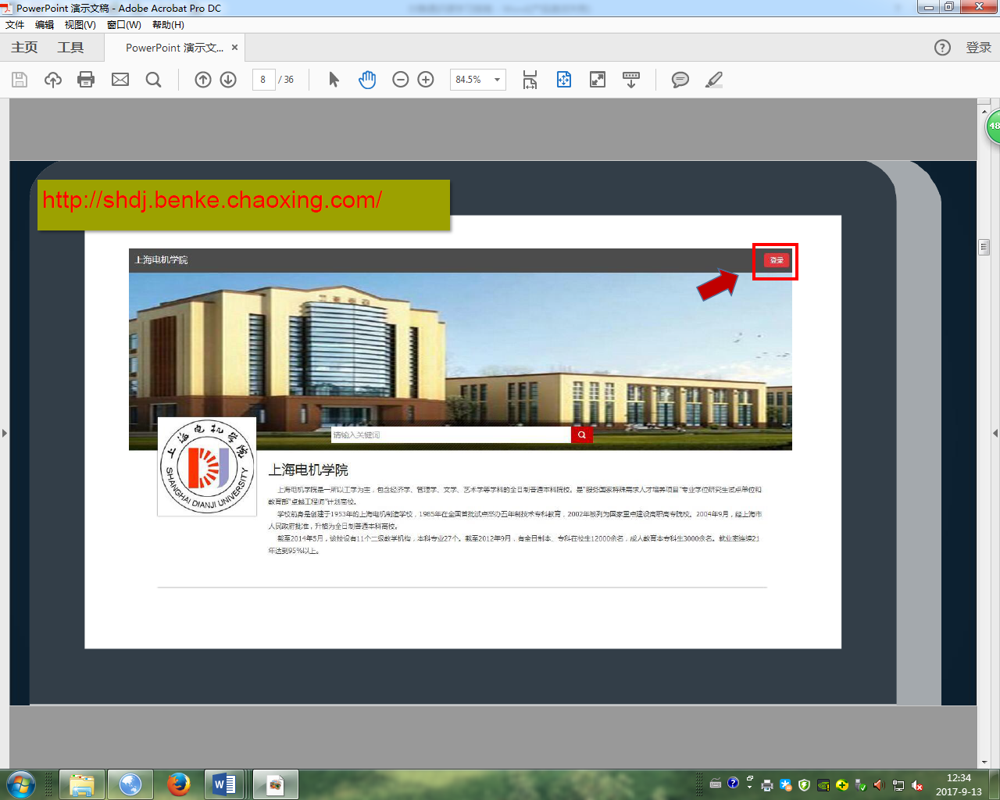 PowerPoint 演示文稿 - Adobe Acrobat Pro DC
文件 编辑 视图(V) 窗口(W) 帮助(H)
主页 工具 PowerPoint 演示文... × 登录
8 / 36 84.5%
48
http://shdj.benke.chaoxing.com/
上海电机学院 登录
请输入关键词
上海电机学院
SHANGHAI DIANJI UNIVERSITY
上海电机学院
上海电机学院是一所以工学为主，包含经济学、管理学、文学、艺术学等学科的全日制普通本科院校。是"服务国家特殊需求人才培养项目"专业学位研究生试点单位和
教育部"卓越工程师"计划高校。
学校前身是创建于1953年的上海电机制造学校，1985年在全国首批试点举办五年制技术专科教育，2002年被列为国家重点建设高职高专院校。2004年9月，经上海市
人民政府批准，升格为全日制普通本科高校。
截至2014年5月，该校设有11个二级教学机构，本科专业27个。截至2012年9月，有全日制本、专科在校生12000余名，成人教育本专科生3000余名。就业率连续21
年达到95%以上。
12:34
2017-9-13